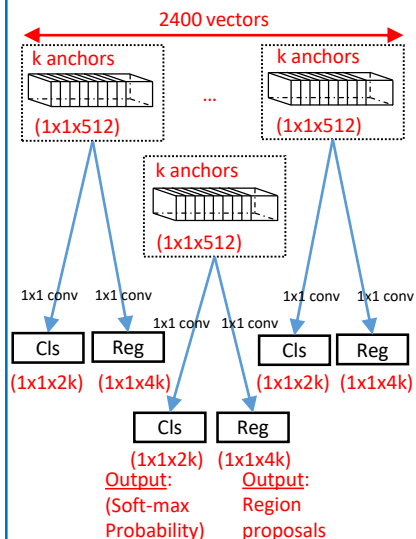 2400 vectors
k anchors
k anchors
...
(1x1x512)
(1x1x512)
k anchors
(1x1x512)
1x1 conv
1x1 conv
1x1 conv
1x1 conv
1x1 conv
1x1 conv
Cls
Reg
Cls
Reg
(1x1x2k)
(1x1x4k)
(1x1x2k)
(1x1x4k)
Cls
Reg
(1x1x2k)
(1x1x4k)
Output:
(Soft-max
Probability)
Output:
Region
proposals